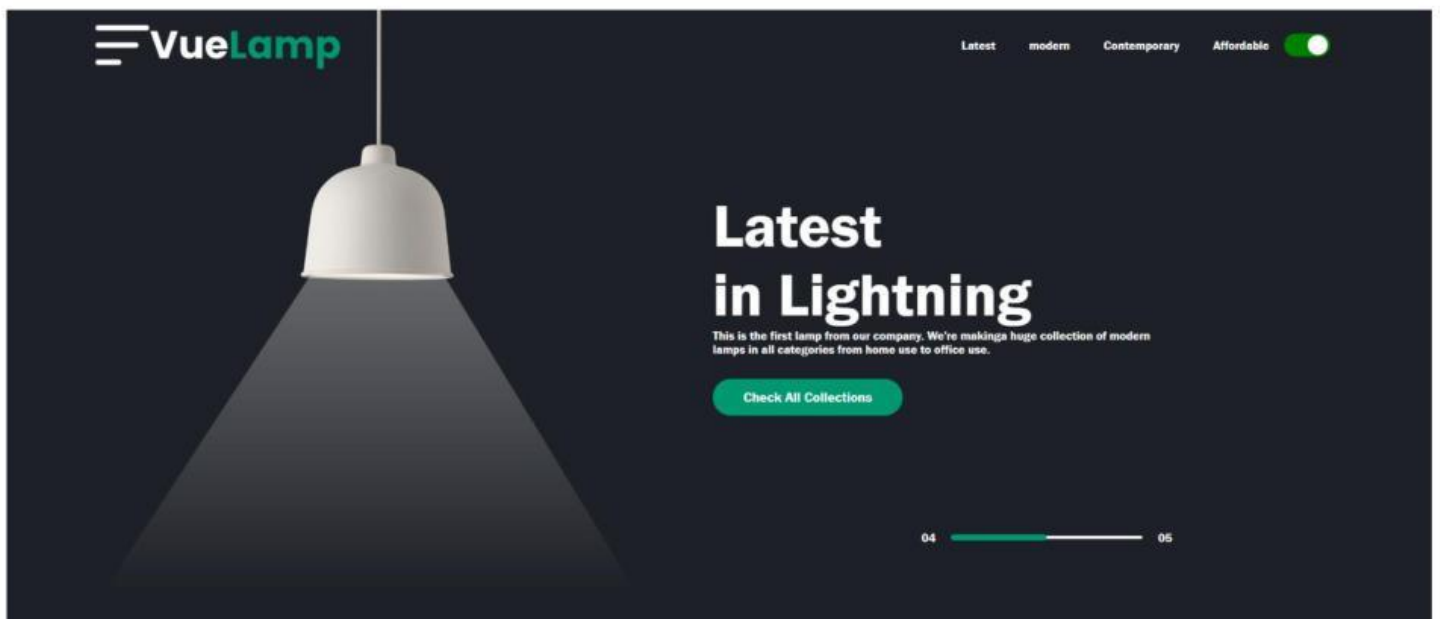 VueLamp
Latest modern Contemporary Affordable
Latest
in Lightning
This is the first lamp from our company. We're makinga huge collection of modern
lamps in all categories from home use to office use.
Check All Collections
04 05